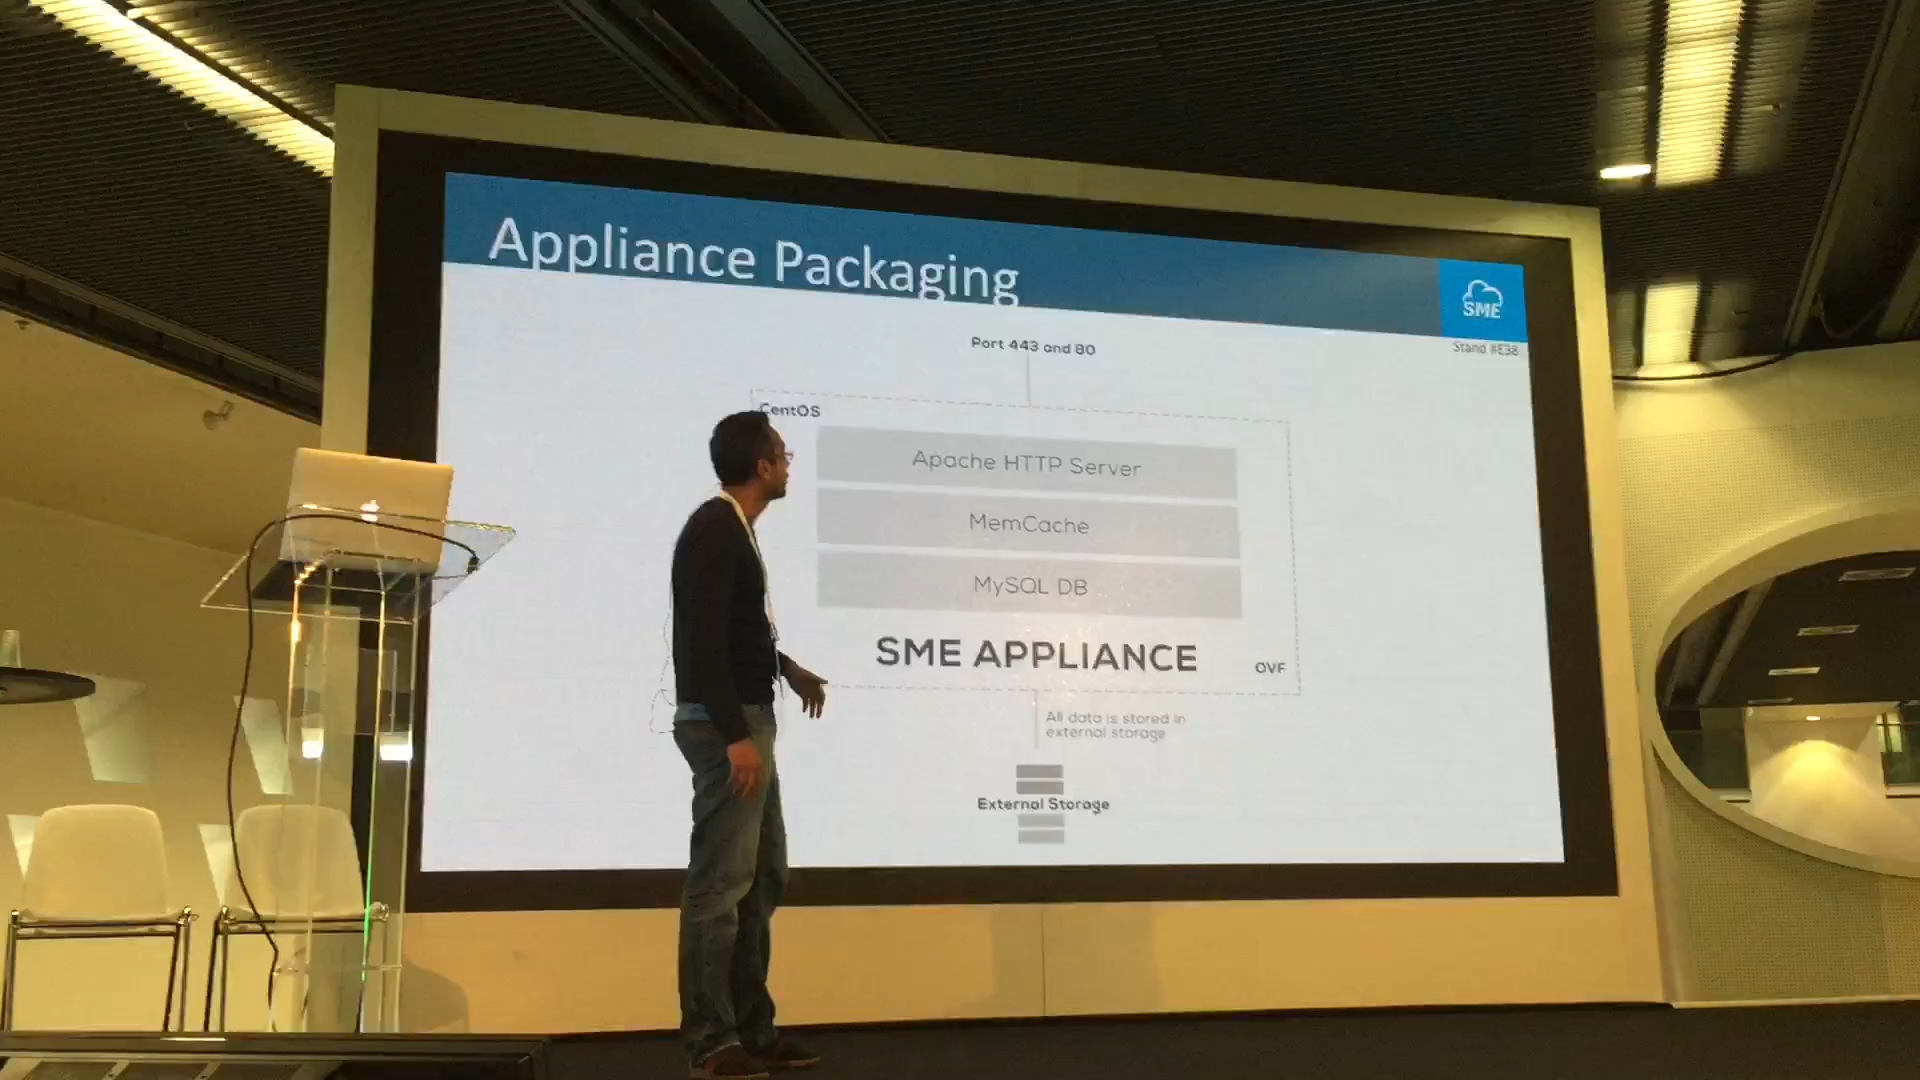 Appliance Packaging
SME
Stand #E38
Port 443 and 80
CentOS
Apache HTTP Server
MemCache
MySQL DB
SME APPLIANCE
OVF
All data is stored in
external storage
External Storage